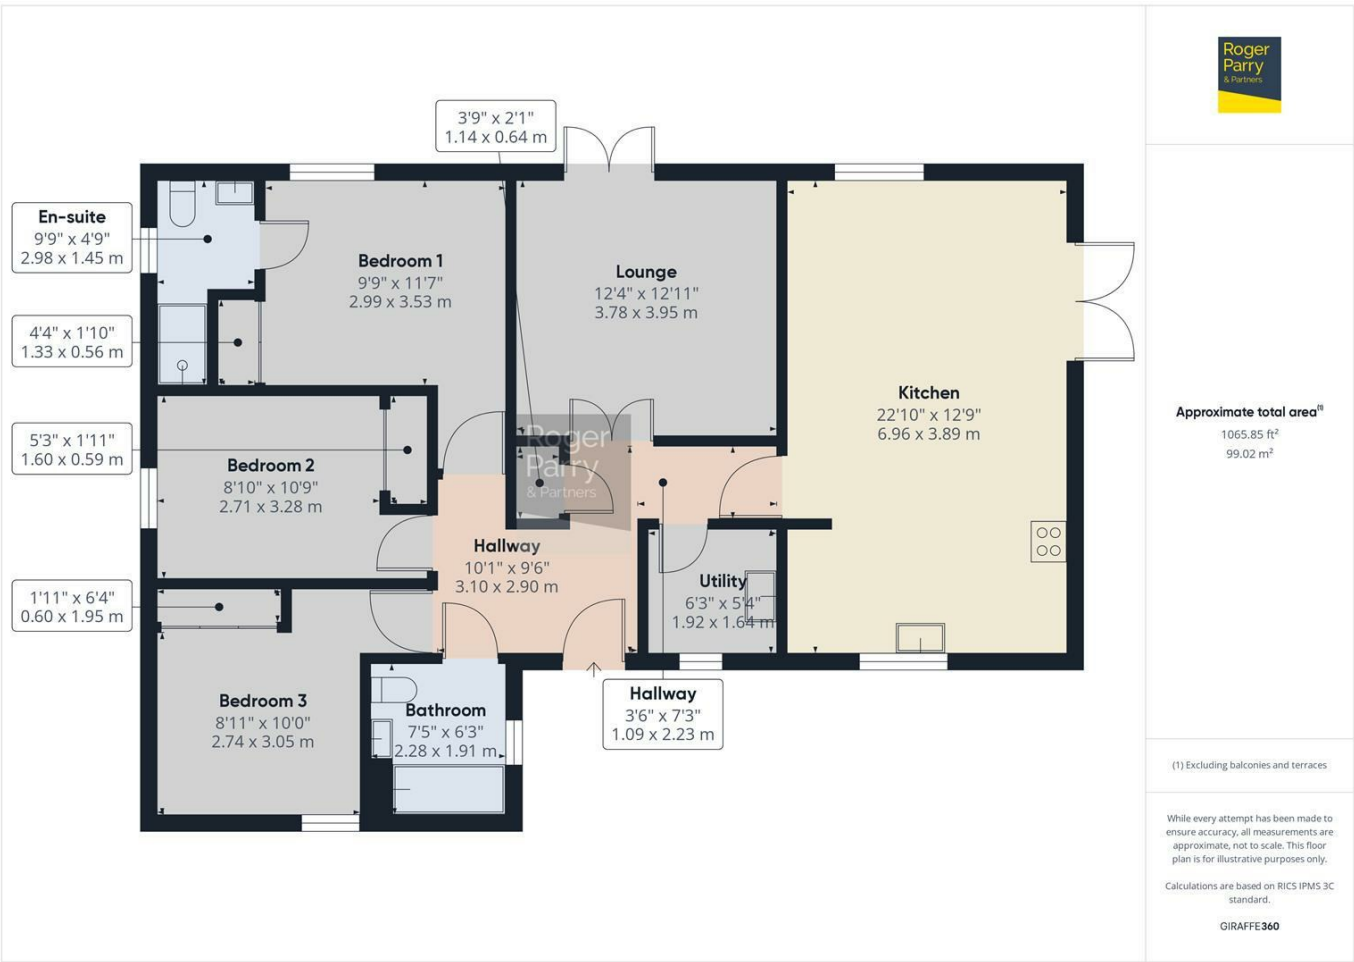 Roger
Parry
& Partners
3'9" x 2'1"
1.14 x 0.64 m
En-suite
9'9" x 4'9"
2.98 x 1.45 m
Bedroom 1
9'9" x 11'7"
2.99 x 3.53 m
Lounge
12'4" x 12'11"
3.78 x 3.95 m
4'4" x 1'10"
1.33 x 0.56 m
Kitchen
22'10" x 12'9"
6.96 x 3.89 m
Approximate total area(1)
1065.85 ft²
99.02 m²
5'3" x 1'11"
1.60 x 0.59 m
Bedroom 2
8'10" x 10'9"
2.71 x 3.28 m
Roger
Parry
& Partners
Hallway
10'1" x 9'6"
3.10 x 2.90 m
Utility
6'3" x 5'4"
1.92 x 1.64 m
1'11" x 6'4"
0.60 x 1.95 m
Bedroom 3
8'11" x 10'0"
2.74 x 3.05 m
Bathroom
7'5" x 6'3"
2.28 x 1.91 m
Hallway
3'6" x 7'3"
1.09 x 2.23 m
(1) Excluding balconies and terraces
While every attempt has been made to
ensure accuracy, all measurements are
approximate, not to scale. This floor
plan is for illustrative purposes only.
Calculations are based on RICS IPMS 3C
standard.
GIRAFFE360